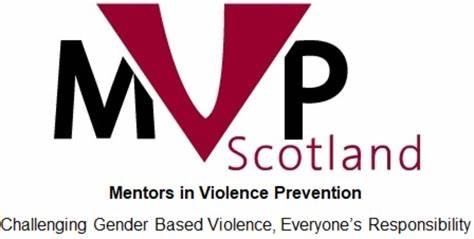 MVP
Scotland
Mentors in Violence Prevention
Challenging Gender Based Violence, Everyone's Responsibility